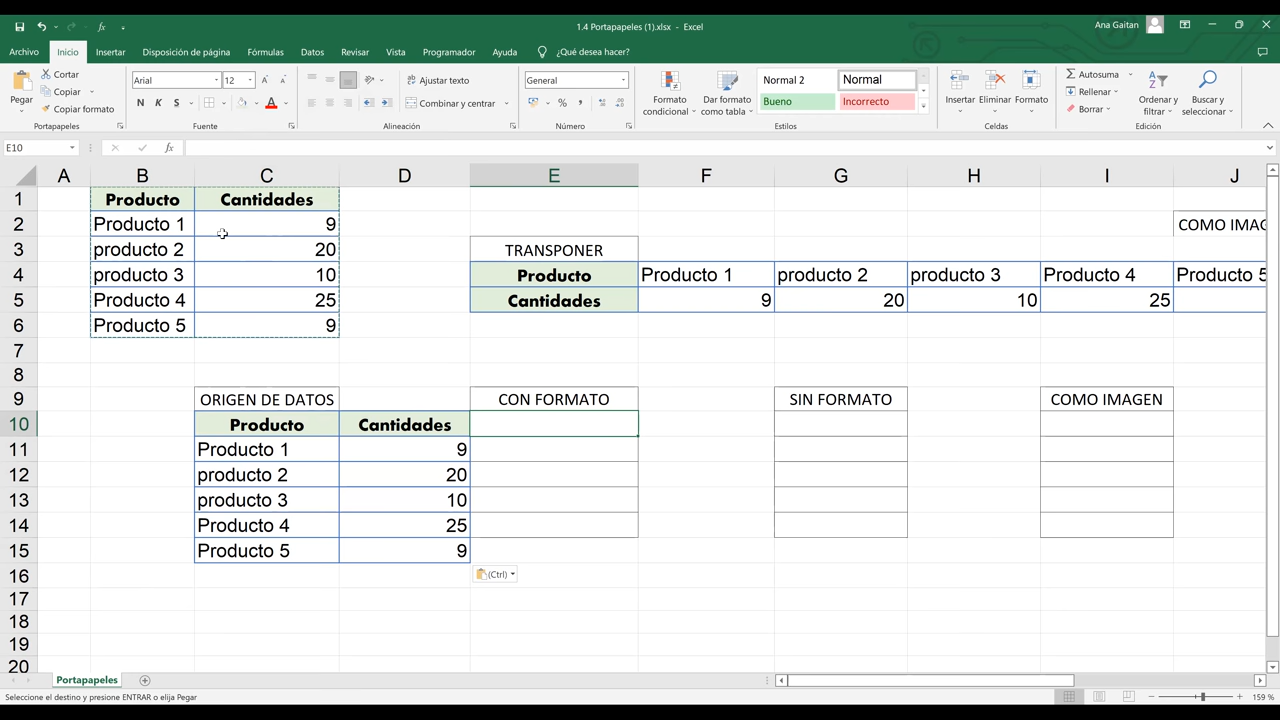 1.4 Portapapeles (1).xlsx - Excel
Ana Gaitan
Archivo Inicio Insertar Disposición de página Fórmulas Datos Revisar Vista Programador Ayuda ¿Qué desea hacer?
Pegar
Cortar
Copiar
Copiar formato
Portapapeles
Arial 12
N K S
Fuente
Ajustar texto
Combinar y centrar
Alineación
General
Número
Formato condicional
Dar formato como tabla
Normal 2 Normal
Bueno Incorrecto
Estilos
Insertar Eliminar Formato
Celdas
Autosuma
Rellenar
Borrar
Ordenar y filtrar
Buscar y seleccionar
Edición
E10 fx
A B C D E F G H I J
1 Producto Cantidades
2 Producto 1 9 COMO IMAG
3 producto 2 20 TRANSPONER
4 producto 3 10 Producto Producto 1 producto 2 producto 3 Producto 4 Producto 5
5 Producto 4 25 Cantidades 9 20 10 25
6 Producto 5 9
7
8
9 ORIGEN DE DATOS CON FORMATO SIN FORMATO COMO IMAGEN
10 Producto Cantidades
11 Producto 1 9
12 producto 2 20
13 producto 3 10
14 Producto 4 25
15 Producto 5 9
16 (Ctrl)
17
18
19
20
Portapapeles
Seleccione el destino y presione ENTRAR o elija Pegar
159 %